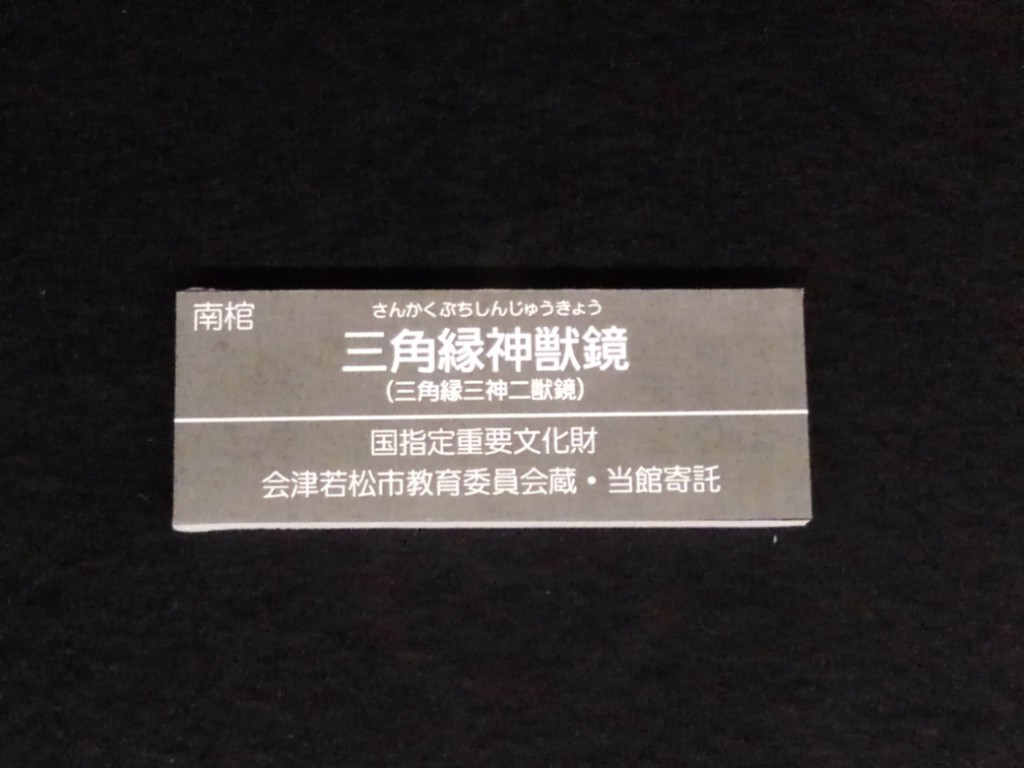 南棺
さんかくぶちしんじゅうきょう
三角縁神獣鏡
(三角縁三神二獣鏡)
国指定重要文化財
会津若松市教育委員会蔵・当館寄託